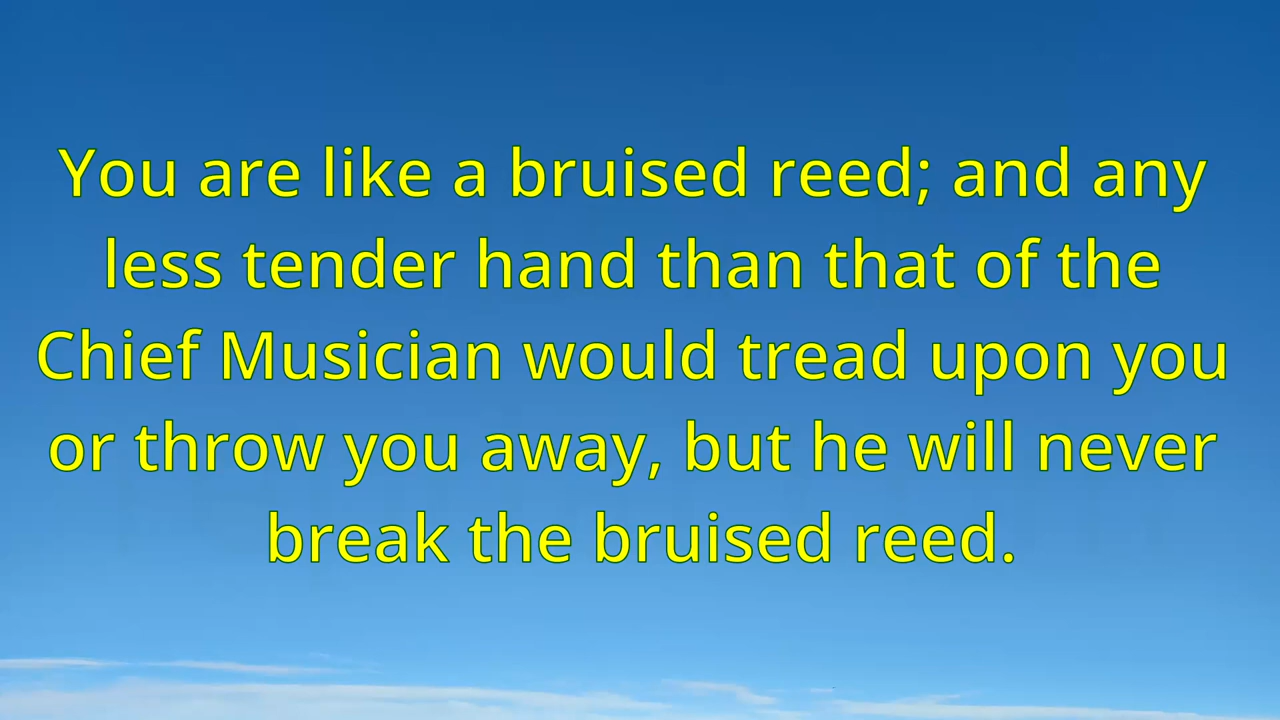 You are like a bruised reed; and any
less tender hand than that of the
Chief Musician would tread upon you
or throw you away, but he will never
break the bruised reed.